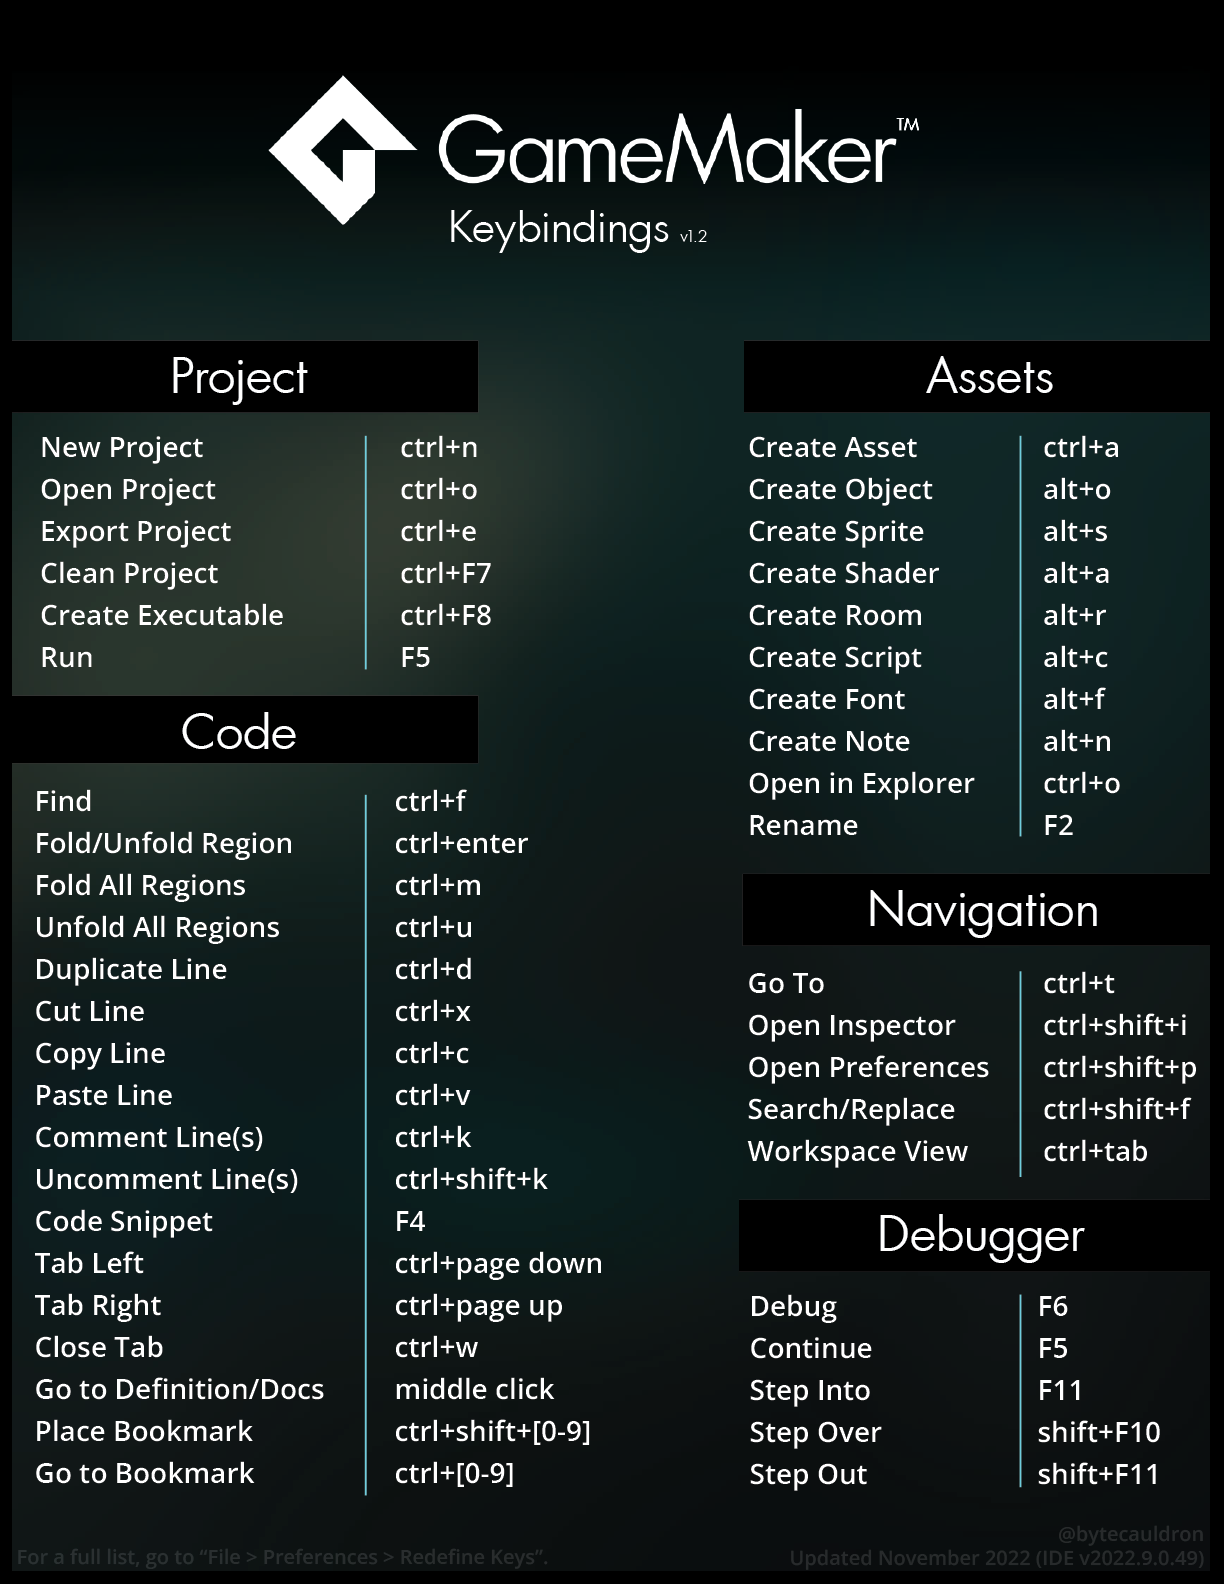 GameMaker™
Keybindings v1.2
Project
New Project ctrl+n
Open Project ctrl+o
Export Project ctrl+e
Clean Project ctrl+F7
Create Executable ctrl+F8
Run F5
Code
Find ctrl+f
Fold/Unfold Region ctrl+enter
Fold All Regions ctrl+m
Unfold All Regions ctrl+u
Duplicate Line ctrl+d
Cut Line ctrl+x
Copy Line ctrl+c
Paste Line ctrl+v
Comment Line(s) ctrl+k
Uncomment Line(s) ctrl+shift+k
Code Snippet F4
Tab Left ctrl+page down
Tab Right ctrl+page up
Close Tab ctrl+w
Go to Definition/Docs middle click
Place Bookmark ctrl+shift+[0-9]
Go to Bookmark ctrl+[0-9]
Assets
Create Asset ctrl+a
Create Object alt+o
Create Sprite alt+s
Create Shader alt+a
Create Room alt+r
Create Script alt+c
Create Font alt+f
Create Note alt+n
Open in Explorer ctrl+o
Rename F2
Navigation
Go To ctrl+t
Open Inspector ctrl+shift+i
Open Preferences ctrl+shift+p
Search/Replace ctrl+shift+f
Workspace View ctrl+tab
Debugger
Debug F6
Continue F5
Step Into F11
Step Over shift+F10
Step Out shift+F11
For a full list, go to “File > Preferences > Redefine Keys”.
@bytecauldron
Updated November 2022 (IDE v2022.9.0.49)